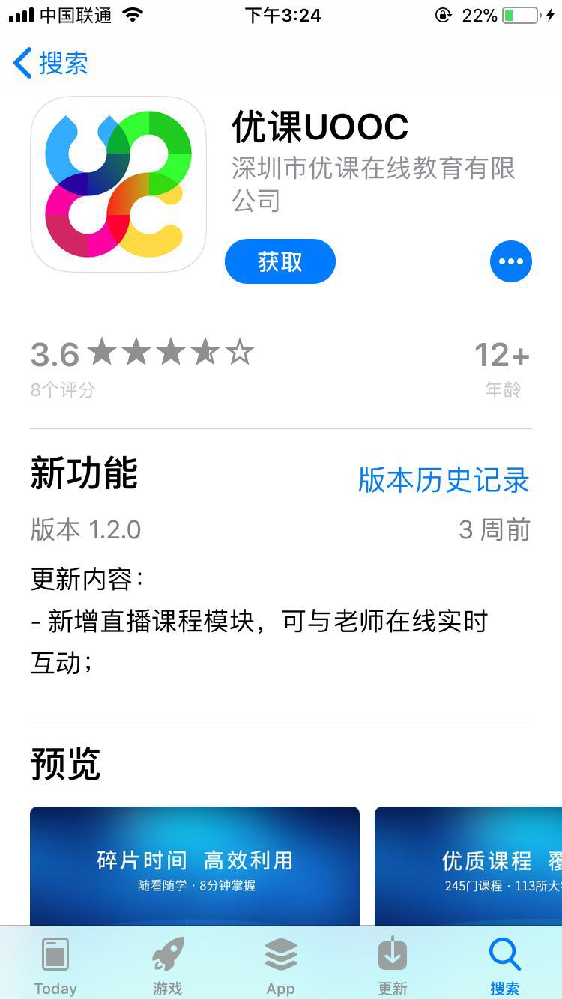 中国联通 下午3:24 22%
搜索
优课UOOC
深圳市优课在线教育有限
公司
获取
3.6 12+
8个评分 年龄
新功能 版本历史记录
版本 1.2.0 3 周前
更新内容：
- 新增直播课程模块，可与老师在线实时
互动；
预览
碎片时间 高效利用 优质课程
随看随学 · 8分钟掌握 245门课程 · 113所大
Today 游戏 App 更新 搜索